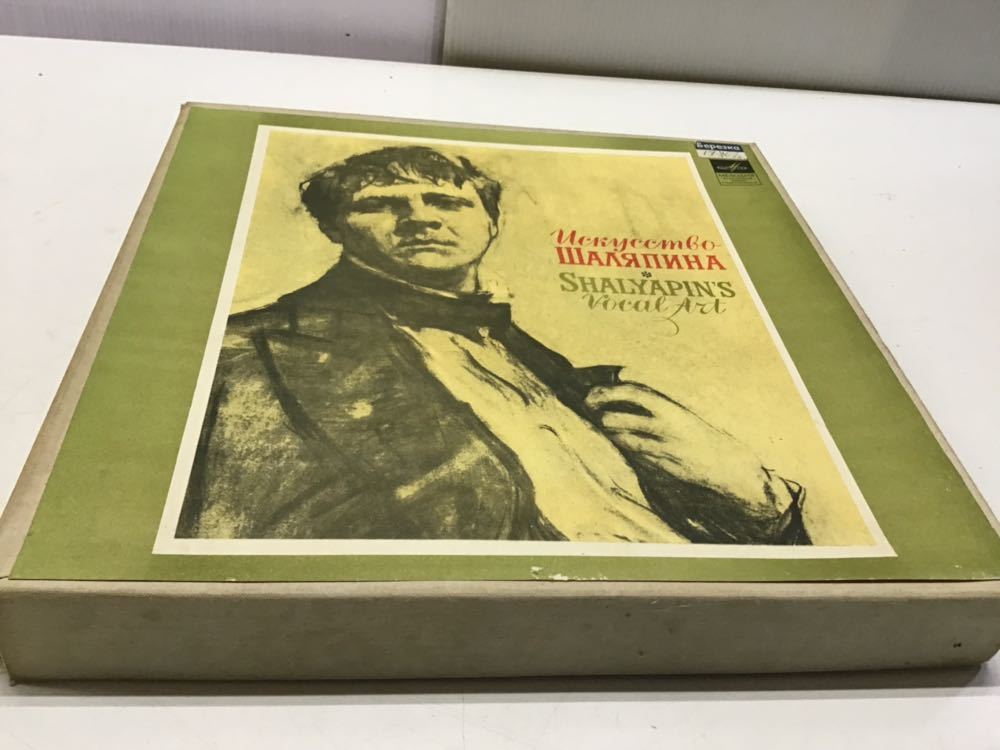 Березка
Искусство
ШАЛЯПИНА
SHALYAPIN'S
Vocal Art